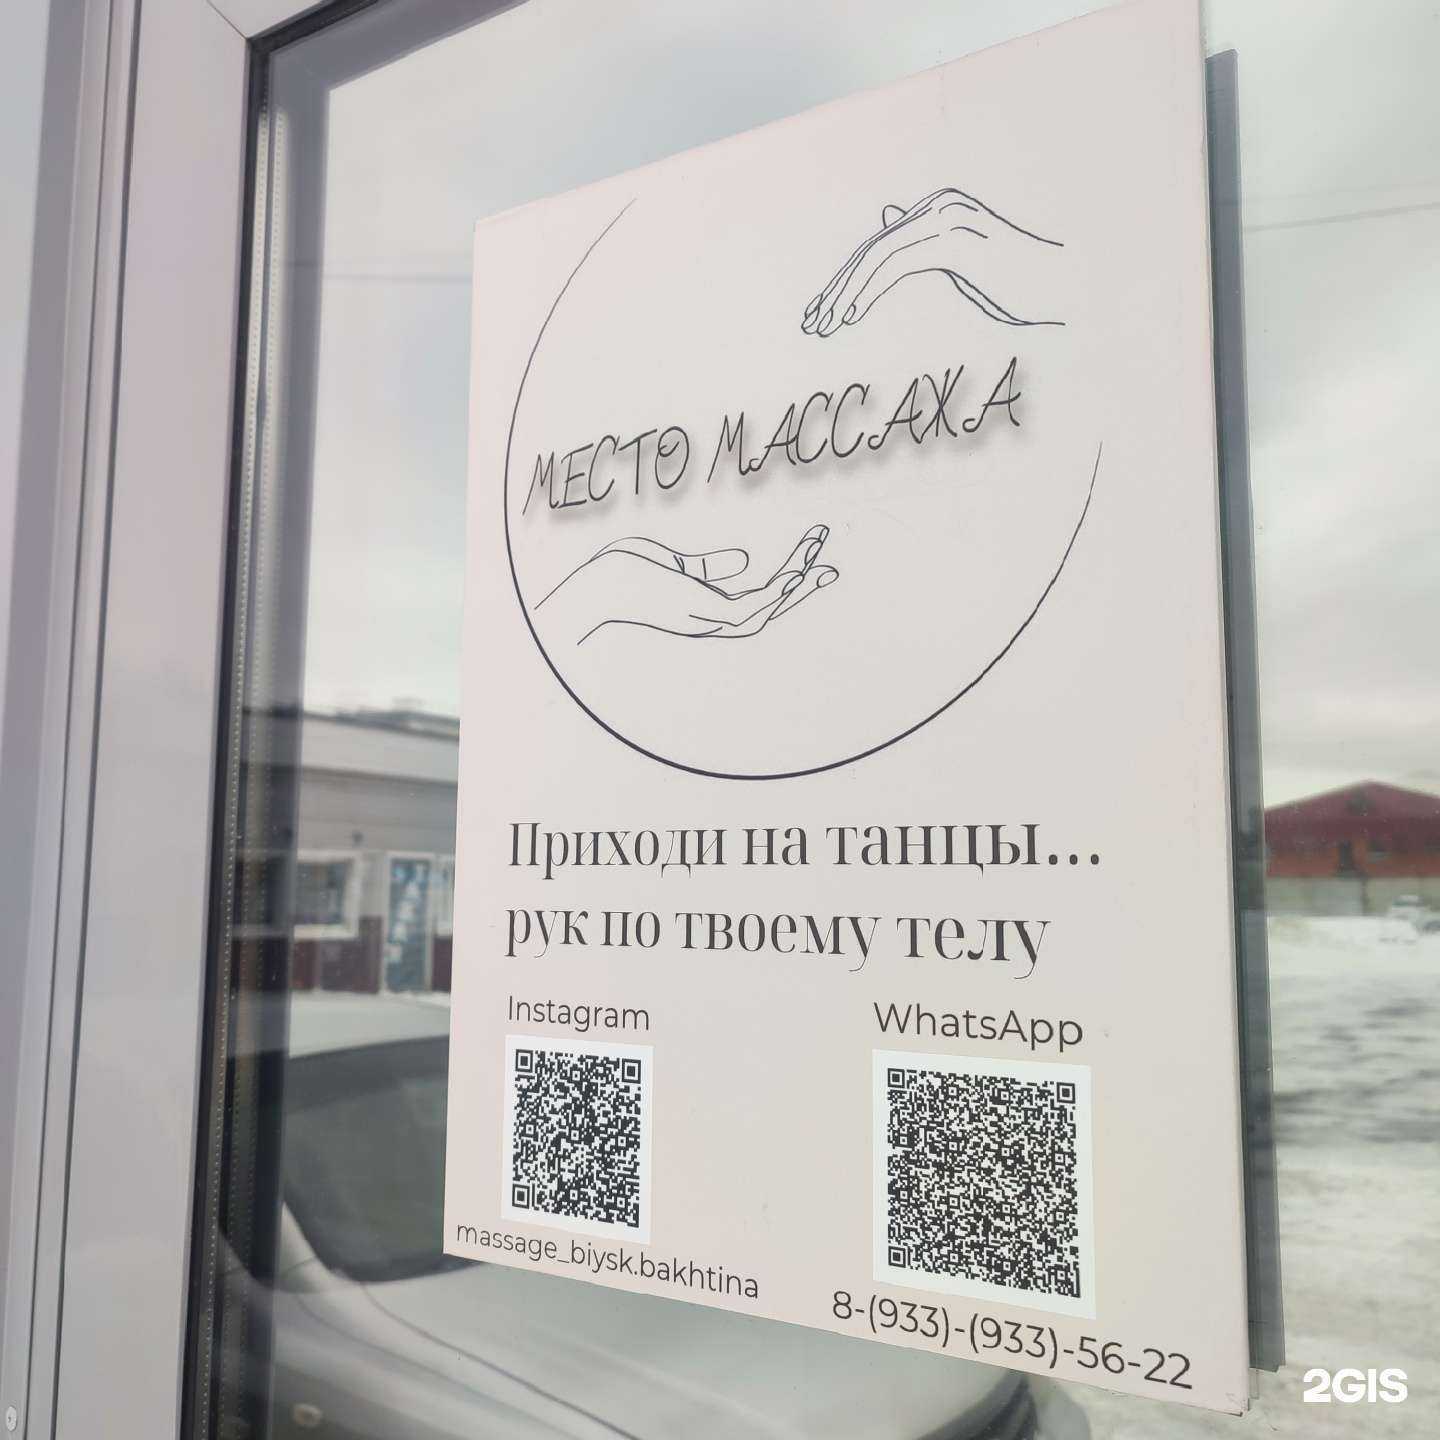 МЕСТО МАССАЖА
Приходи на танцы...
рук по твоему телу
Instagram
WhatsApp
massage_biysk.bakhtina
8-(933)-(933)-56-22
2GIS